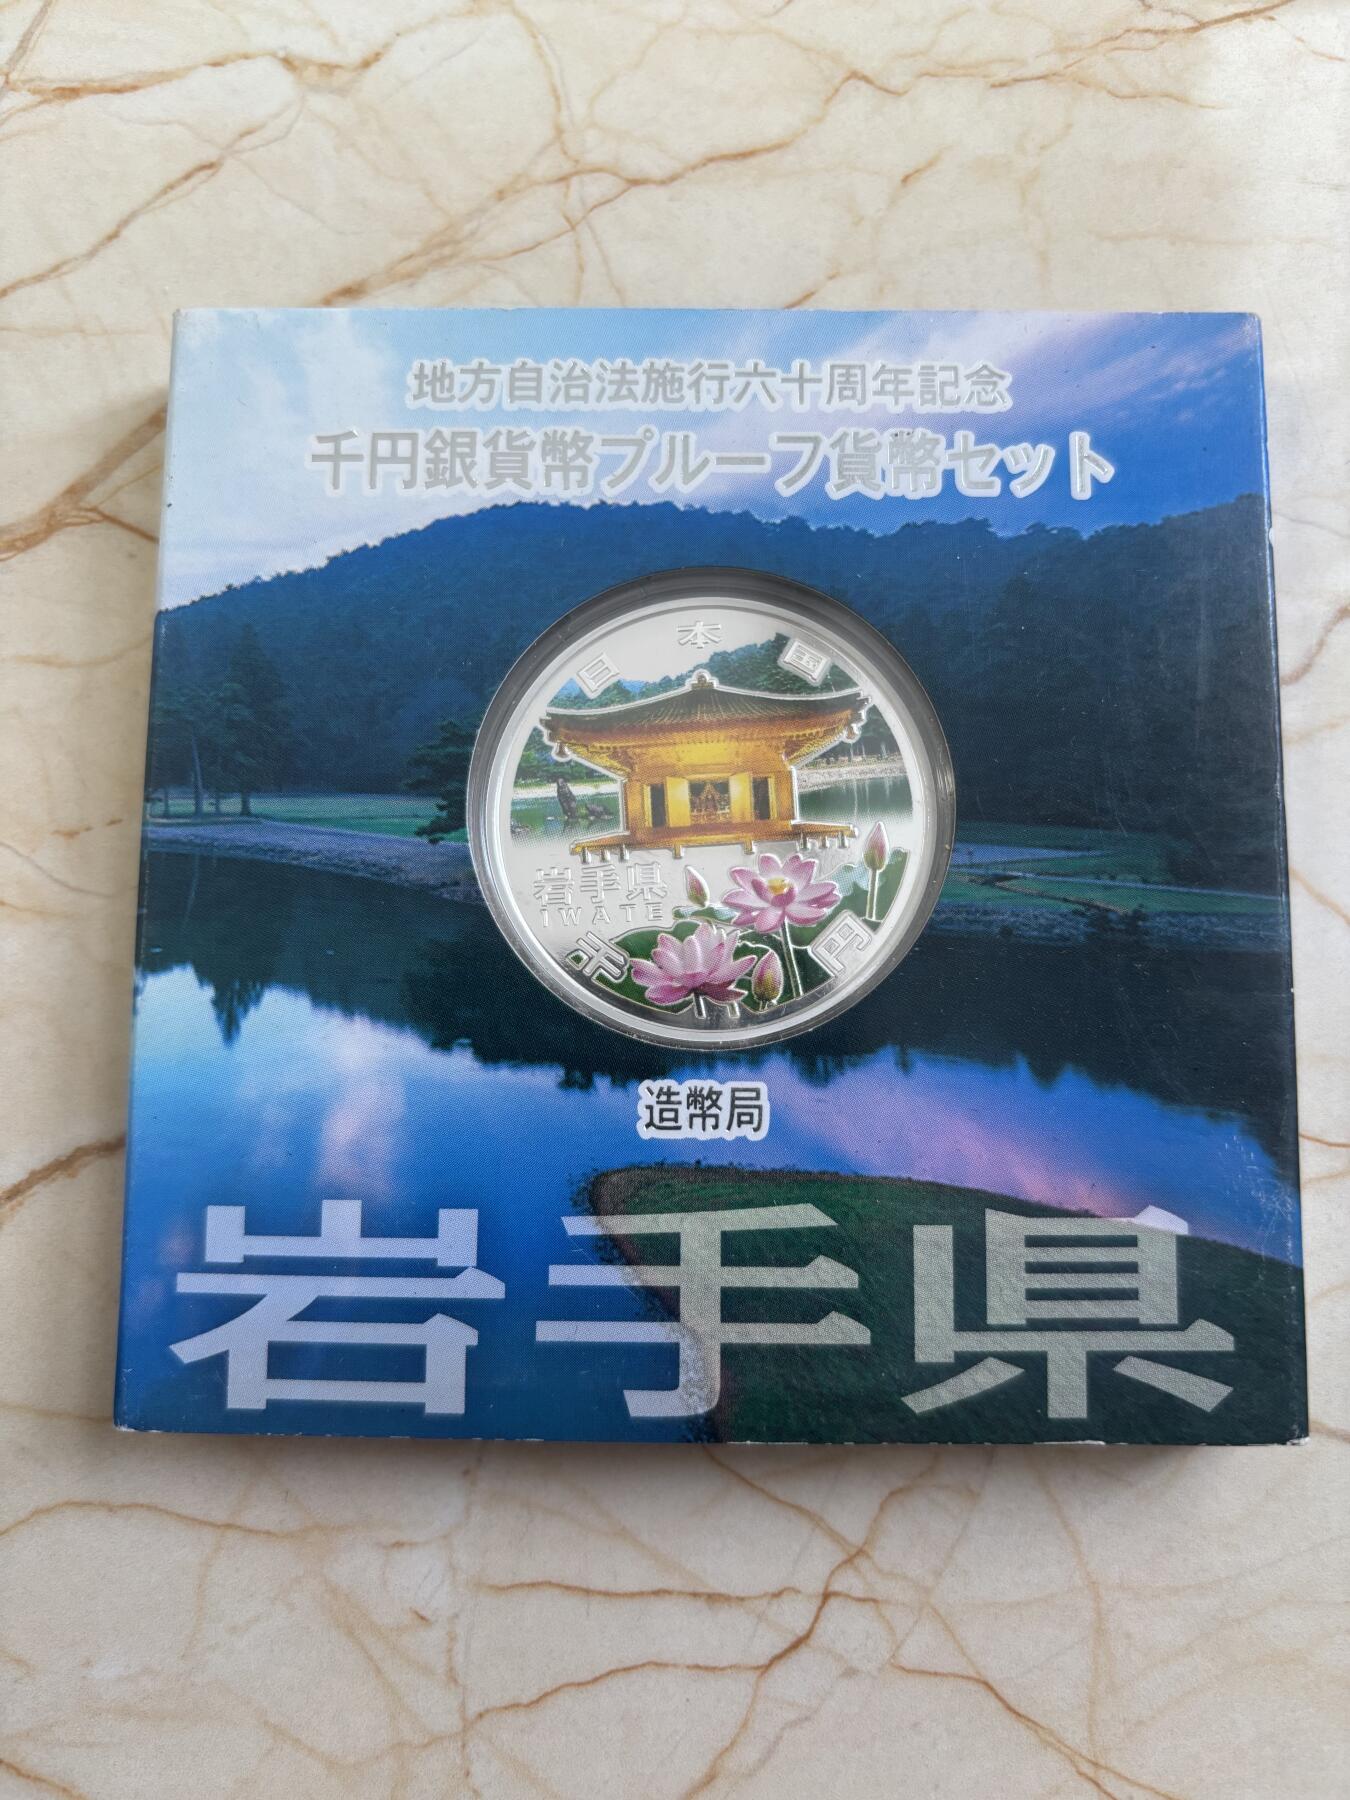 地方自治法施行六十周年記念
千円銀貨幣プルーフ貨幣セット
日本国
岩手県
IWATE
千円
造幣局
岩手県